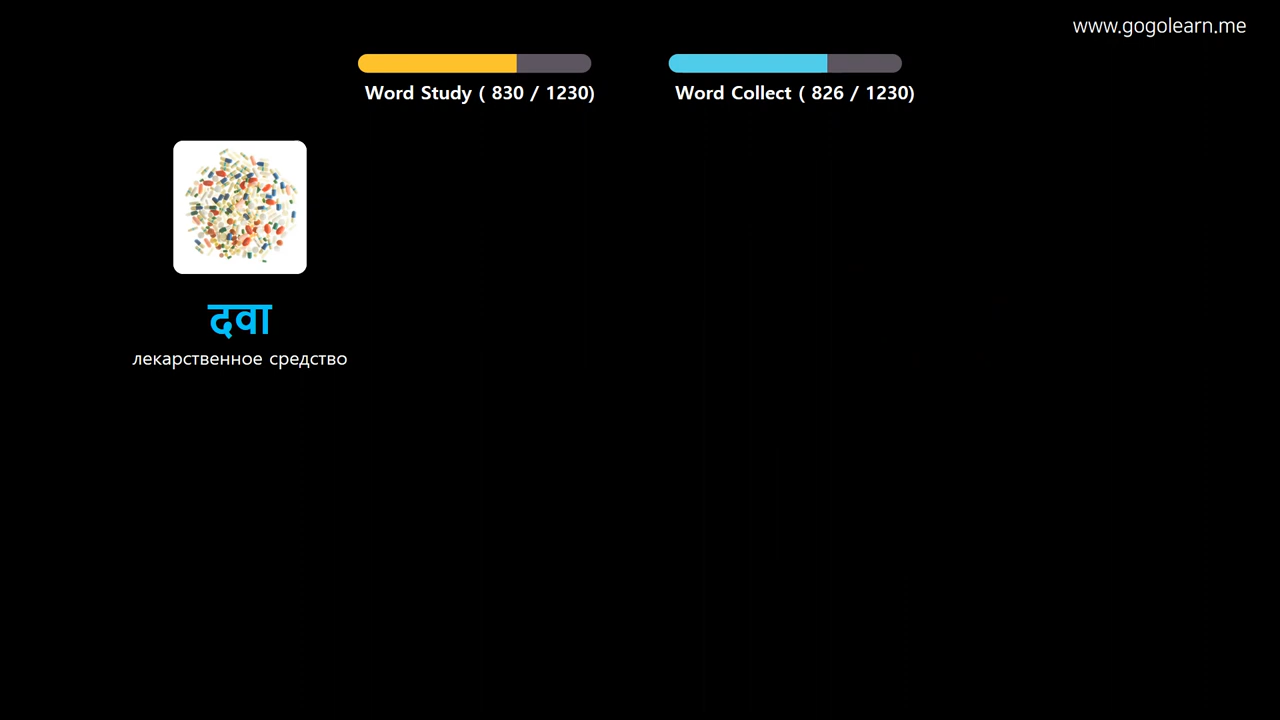 www.gogolearn.me
Word Study ( 830 / 1230)
Word Collect ( 826 / 1230)
दवा
лекарственное средство